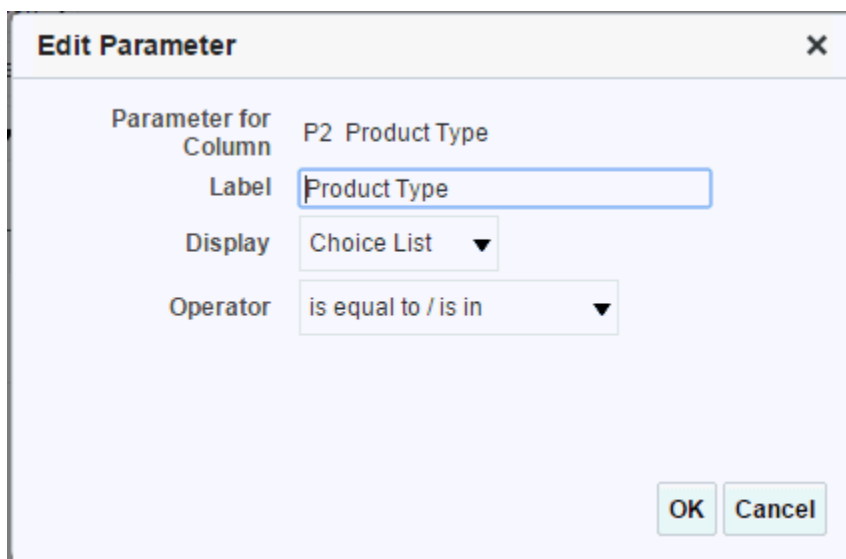 Edit Parameter
Parameter for
Column
P2 Product Type
Label
Product Type
Display
Choice List
Operator
is equal to / is in
OK
Cancel